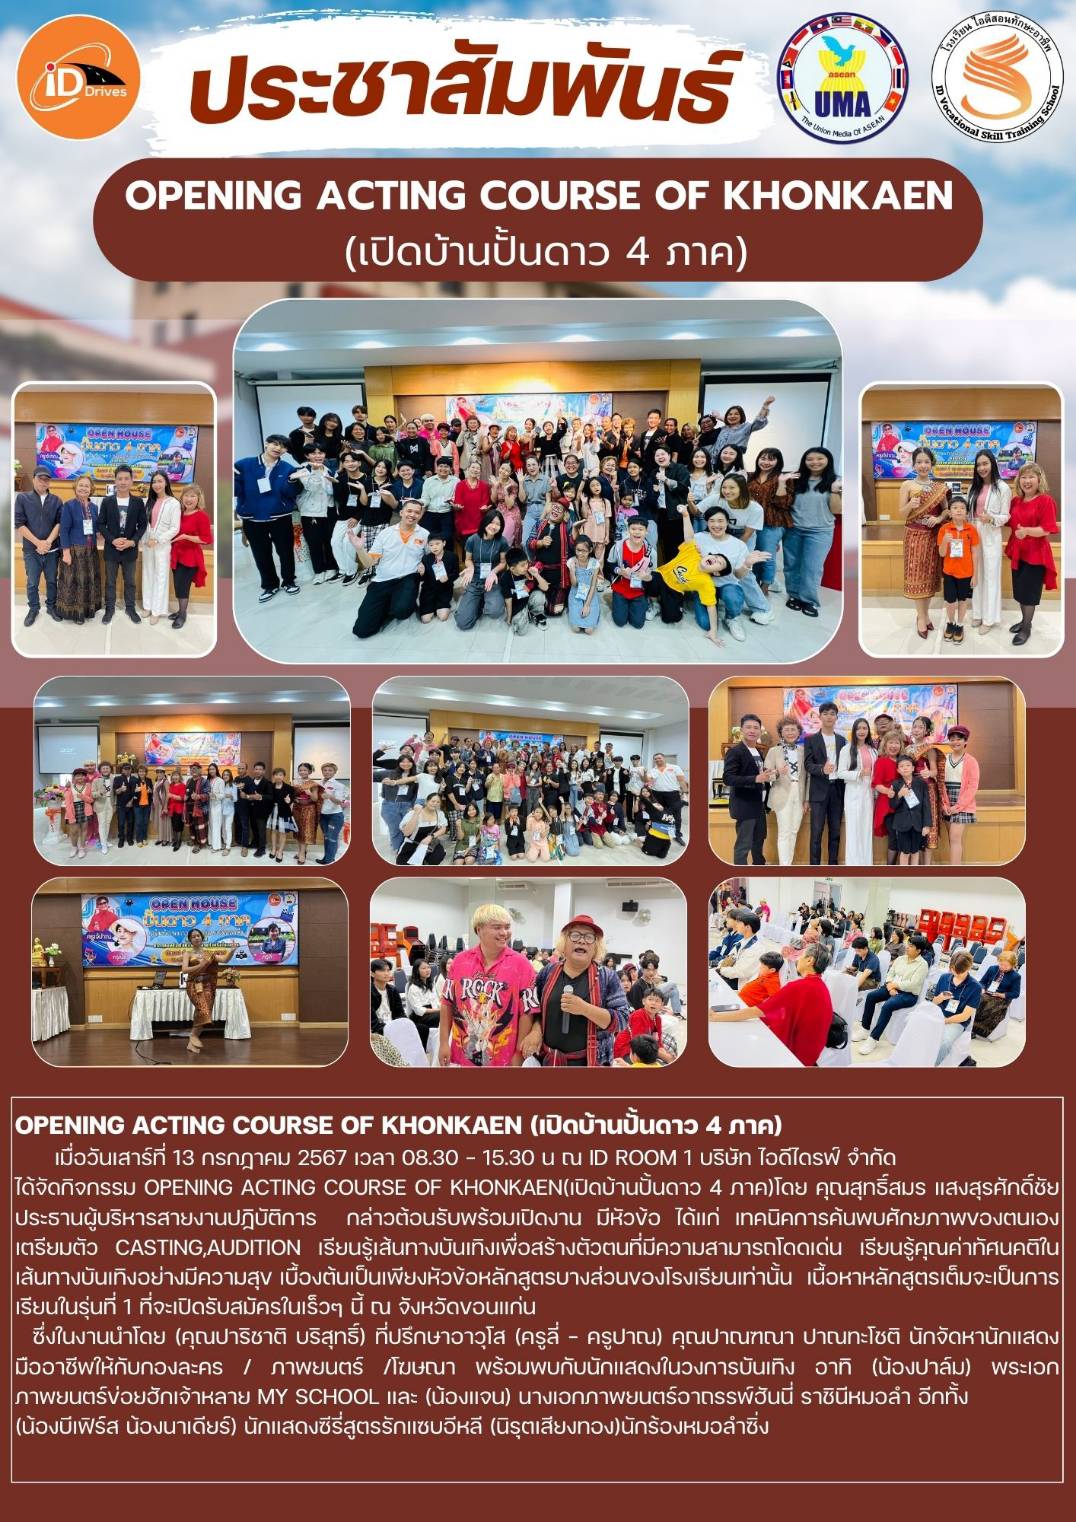 iD Drives
ประชาสัมพันธ์
asean
UMA
The Union Media Of ASEAN
โรงเรียน ไอดีสอนทักษะอาชีพ
ID Vocational Skill Training School
OPENING ACTING COURSE OF KHONKAEN
(เปิดบ้านปั้นดาว 4 ภาค)
OPEN HOUSE
ปั้นดาว 4 ภาค
OPEN HOUSE
OPEN HOUSE
OPEN HOUSE
ปั้นดาว 4 ภาค
ROCK
OPENING ACTING COURSE OF KHONKAEN (เปิดบ้านปั้นดาว 4 ภาค)
เมื่อวันเสาร์ที่ 13 กรกฎาคม 2567 เวลา 08.30 - 15.30 น ณ ID ROOM 1 บริษัท ไอดีไดรฟ์ จำกัด
ได้จัดกิจกรรม OPENING ACTING COURSE OF KHONKAEN(เปิดบ้านปั้นดาว 4 ภาค)โดย คุณสุทธิ์สมร แสงสุรศักดิ์ชัย
ประธานผู้บริหารสายงานปฎิบัติการ กล่าวต้อนรับพร้อมเปิดงาน มีหัวข้อ ได้แก่ เทคนิคการค้นพบศักยภาพของตนเอง
เตรียมตัว CASTING,AUDITION เรียนรู้เส้นทางบันเทิงเพื่อสร้างตัวตนที่มีความสามารถโดดเด่น เรียนรู้คุณค่าทัศนคติใน
เส้นทางบันเทิงอย่างมีความสุข เบื้องต้นเป็นเพียงหัวข้อหลักสูตรบางส่วนของโรงเรียนเท่านั้น เนื้อหาหลักสูตรเต็มจะเป็นการ
เรียนในรุ่นที่ 1 ที่จะเปิดรับสมัครในเร็วๆ นี้ ณ จังหวัดขอนแก่น
ซึ่งในงานนำโดย (คุณปาริชาติ บริสุทธิ์) ที่ปรึกษาอาวุโส (ครูลี่ - ครูปาณ) คุณปาณฑณา ปาณทะโชติ นักจัดหานักแสดง
มืออาชีพให้กับกองละคร / ภาพยนตร์ /โฆษณา พร้อมพบกับนักแสดงในวงการบันเทิง อาทิ (น้องปาล์ม) พระเอก
ภาพยนตร์ข่อยฮักเจ้าหลาย MY SCHOOL และ (น้องแจน) นางเอกภาพยนตร์อาถรรพ์ฮันนี่ ราชินีหมอลำ อีกทั้ง
(น้องบีเฟิร์ส น้องนาเดียร์) นักแสดงซีรี่สูตรรักแซบอีหลี (นิรุตเสียงทอง)นักร้องหมอลำซิ่ง